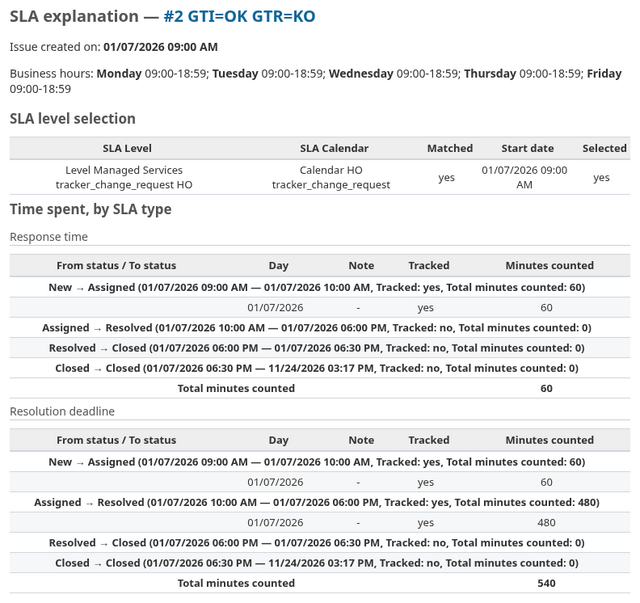 SLA explanation — #2 GTI=OK GTR=KO
Issue created on: 01/07/2026 09:00 AM
Business hours: Monday 09:00-18:59; Tuesday 09:00-18:59; Wednesday 09:00-18:59; Thursday 09:00-18:59; Friday
09:00-18:59
SLA level selection
SLA Level SLA Calendar Matched Start date Selected
Level Managed Services tracker_change_request HO Calendar HO tracker_change_request yes 01/07/2026 09:00 AM yes
Time spent, by SLA type
Response time
From status / To status Day Note Tracked Minutes counted
New → Assigned (01/07/2026 09:00 AM — 01/07/2026 10:00 AM, Tracked: yes, Total minutes counted: 60)
01/07/2026 - yes 60
Assigned → Resolved (01/07/2026 10:00 AM — 01/07/2026 06:00 PM, Tracked: no, Total minutes counted: 0)
Resolved → Closed (01/07/2026 06:00 PM — 01/07/2026 06:30 PM, Tracked: no, Total minutes counted: 0)
Closed → Closed (01/07/2026 06:30 PM — 11/24/2026 03:17 PM, Tracked: no, Total minutes counted: 0)
Total minutes counted 60
Resolution deadline
From status / To status Day Note Tracked Minutes counted
New → Assigned (01/07/2026 09:00 AM — 01/07/2026 10:00 AM, Tracked: yes, Total minutes counted: 60)
01/07/2026 - yes 60
Assigned → Resolved (01/07/2026 10:00 AM — 01/07/2026 06:00 PM, Tracked: yes, Total minutes counted: 480)
01/07/2026 - yes 480
Resolved → Closed (01/07/2026 06:00 PM — 01/07/2026 06:30 PM, Tracked: no, Total minutes counted: 0)
Closed → Closed (01/07/2026 06:30 PM — 11/24/2026 03:17 PM, Tracked: no, Total minutes counted: 0)
Total minutes counted 540